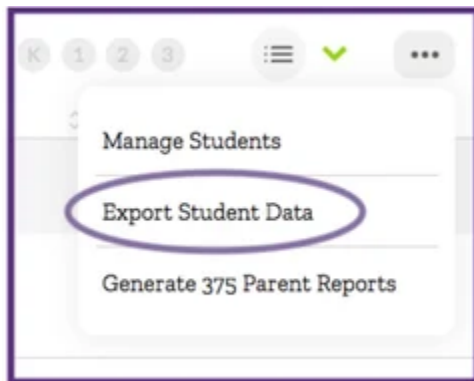 K 1 2 3
Manage Students
Export Student Data
Generate 375 Parent Reports